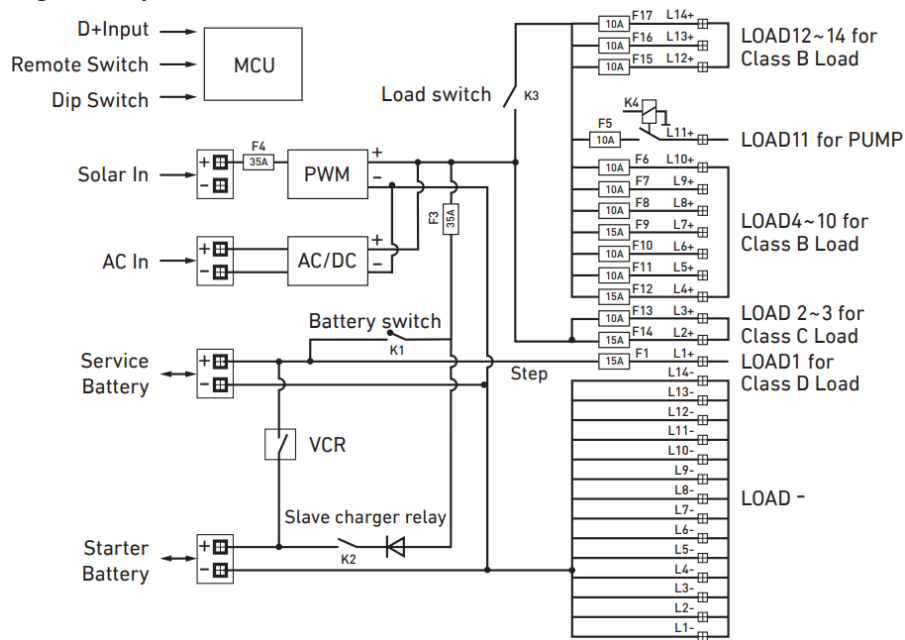 D+Input
Remote Switch
Dip Switch
MCU
Load switch
K3
10A F17 L14+
10A F16 L13+
10A F15 L12+
LOAD12~14 for
Class B Load
K4
F5
10A
L11+
LOAD11 for PUMP
Solar In
+
-
F4
35A
PWM
+
-
F3
35A
10A F6 L10+
10A F7 L9+
10A F8 L8+
15A F9 L7+
10A F10 L6+
10A F11 L5+
15A F12 L4+
LOAD4~10 for
Class B Load
AC In
+
-
AC/DC
+
-
10A F13 L3+
15A F14 L2+
LOAD 2~3 for
Class C Load
Battery switch
K1
Service
Battery
+
-
Step
15A F1 L1+
LOAD1 for
Class D Load
VCR
L14-
L13-
L12-
L11-
L10-
L9-
L8-
L7-
L6-
L5-
L4-
L3-
L2-
L1-
LOAD -
Slave charger relay
K2
Starter
Battery
+
-